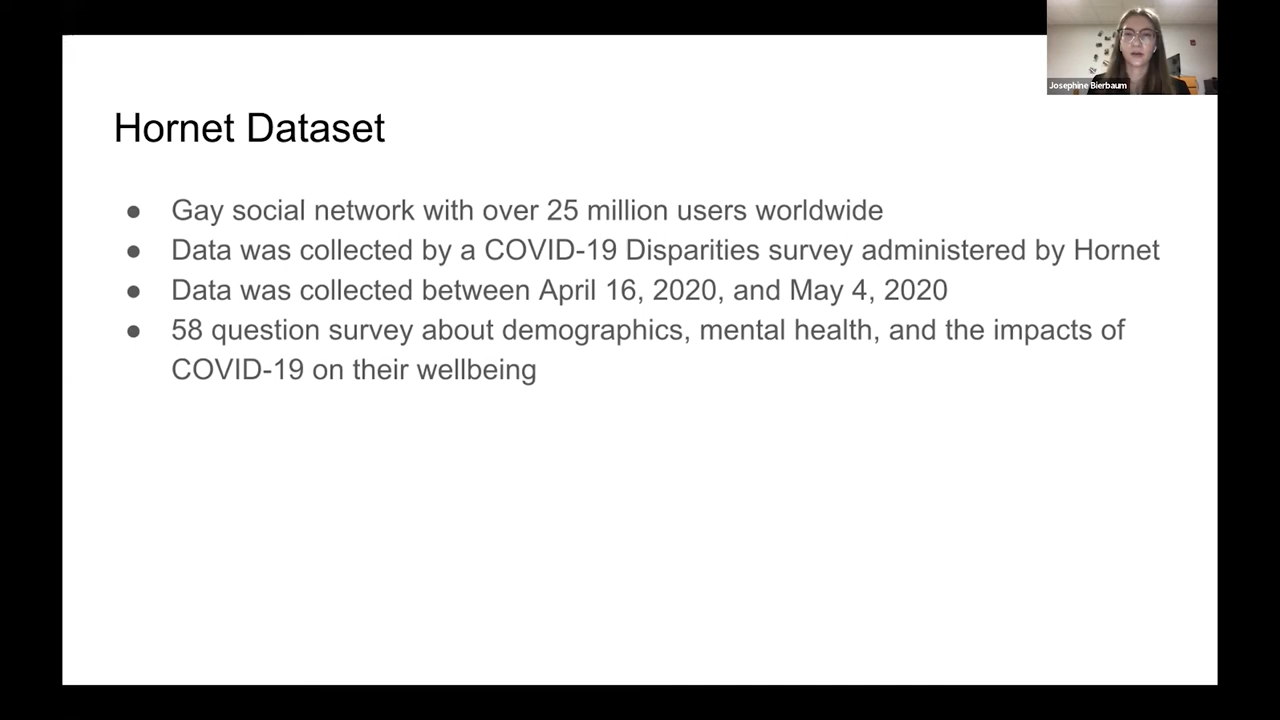 Josephine Bierbaum
Hornet Dataset
● Gay social network with over 25 million users worldwide
● Data was collected by a COVID-19 Disparities survey administered by Hornet
● Data was collected between April 16, 2020, and May 4, 2020
● 58 question survey about demographics, mental health, and the impacts of
COVID-19 on their wellbeing